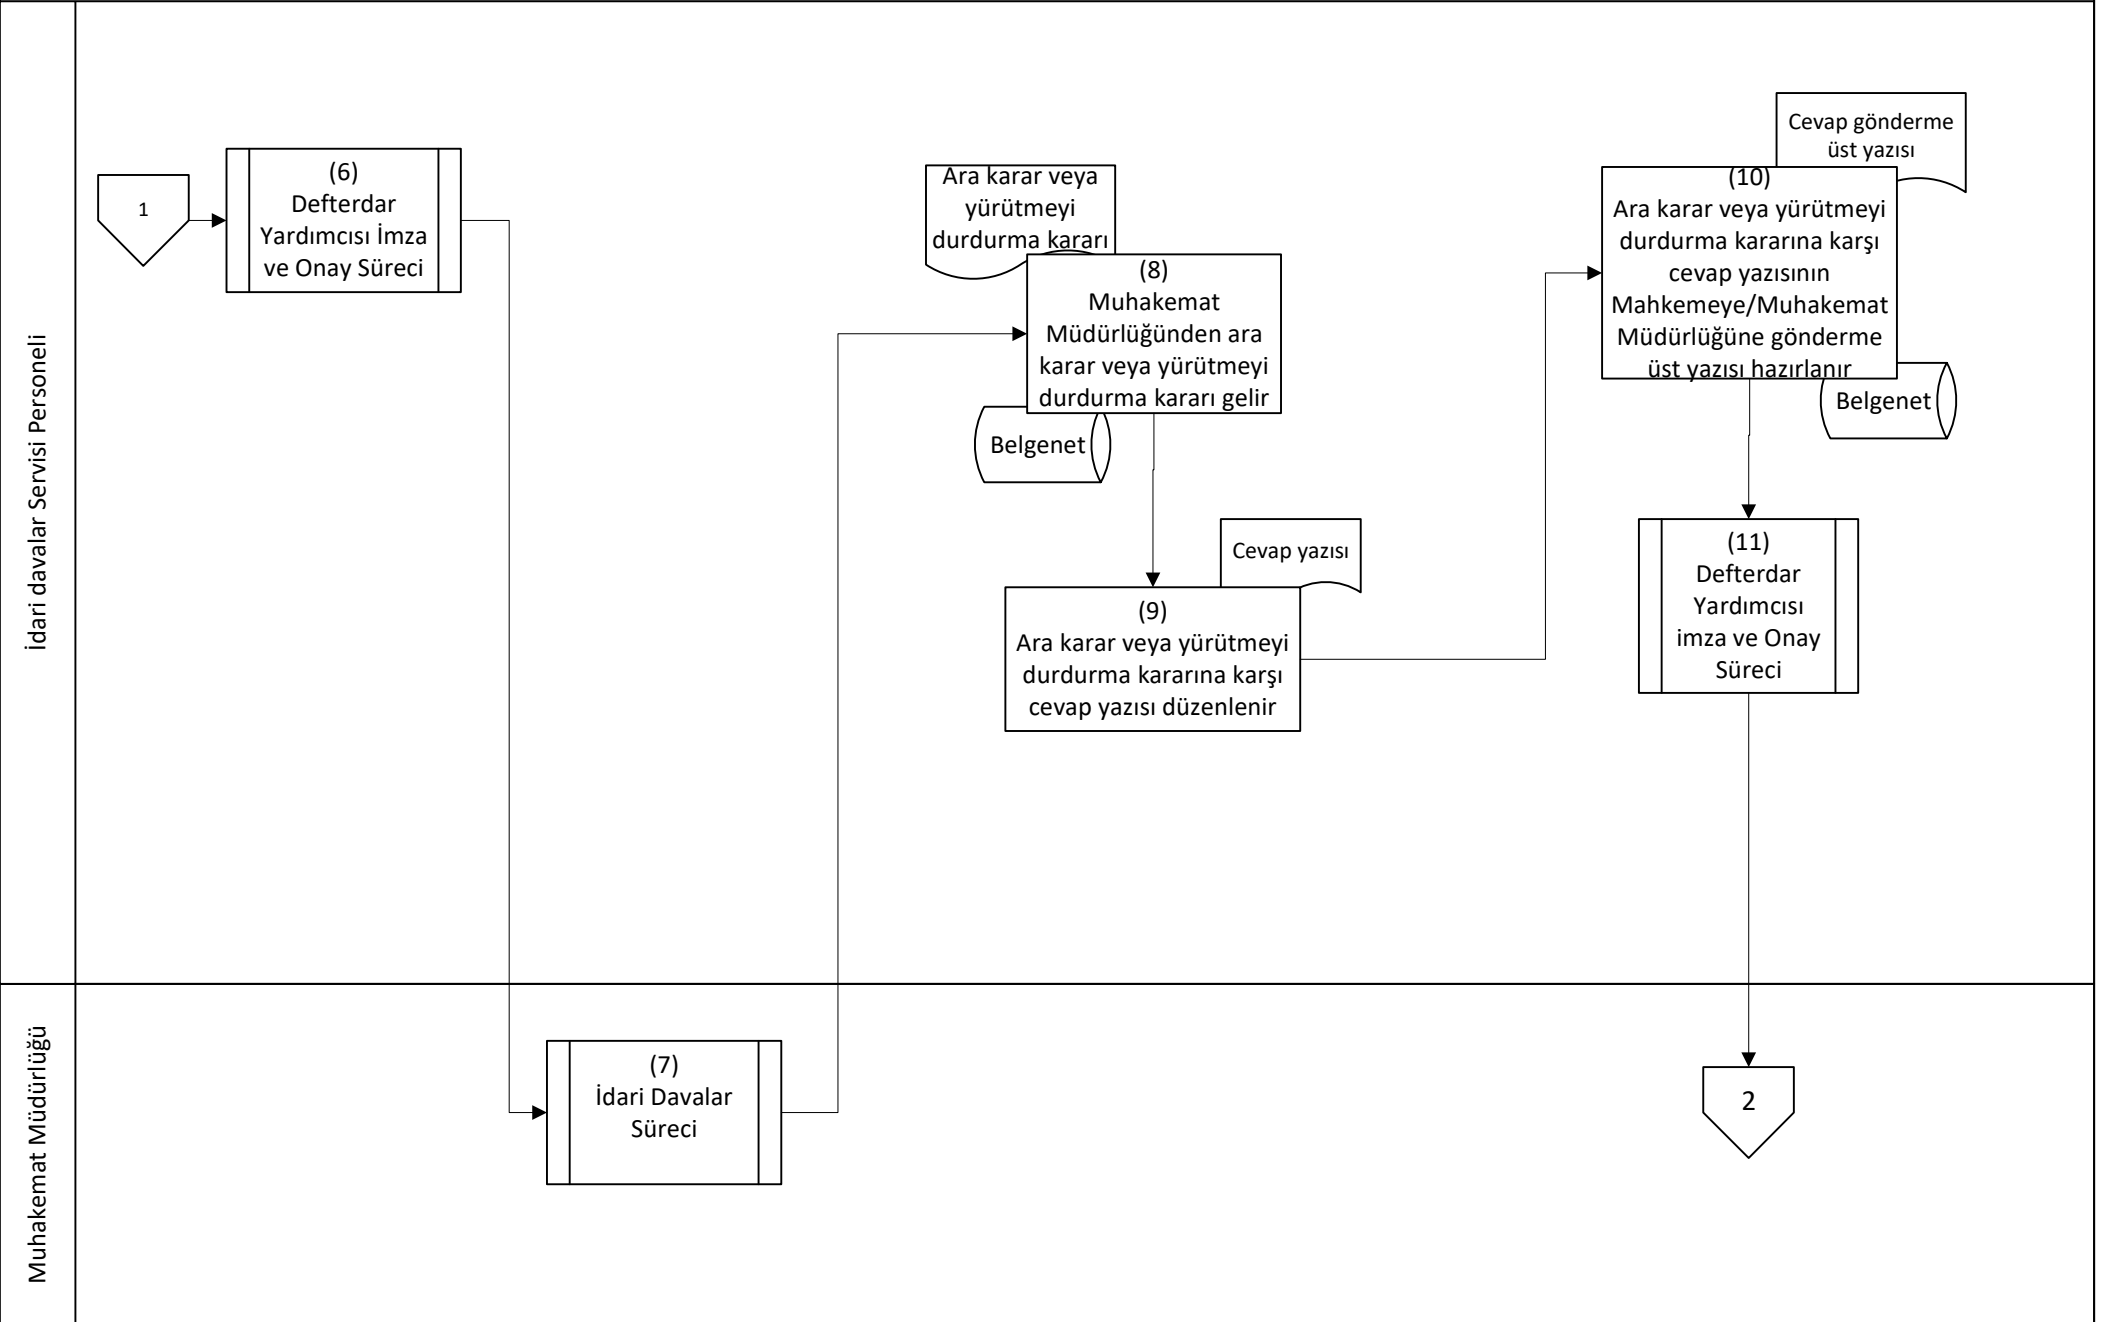 İdari davalar Servisi Personeli
1
(6)
Defterdar
Yardımcısı İmza
ve Onay Süreci
Ara karar veya
yürütmeyi
durdurma kararı
(8)
Muhakemat
Müdürlüğünden ara
karar veya yürütmeyi
durdurma kararı gelir
Belgenet
Cevap yazısı
(9)
Ara karar veya yürütmeyi
durdurma kararına karşı
cevap yazısı düzenlenir
Cevap gönderme
üst yazısı
(10)
Ara karar veya yürütmeyi
durdurma kararına karşı
cevap yazısının
Mahkemeye/Muhakemat
Müdürlüğüne gönderme
üst yazısı hazırlanır
Belgenet
(11)
Defterdar
Yardımcısı
imza ve Onay
Süreci
Muhakemat Müdürlüğü
(7)
İdari Davalar
Süreci
2